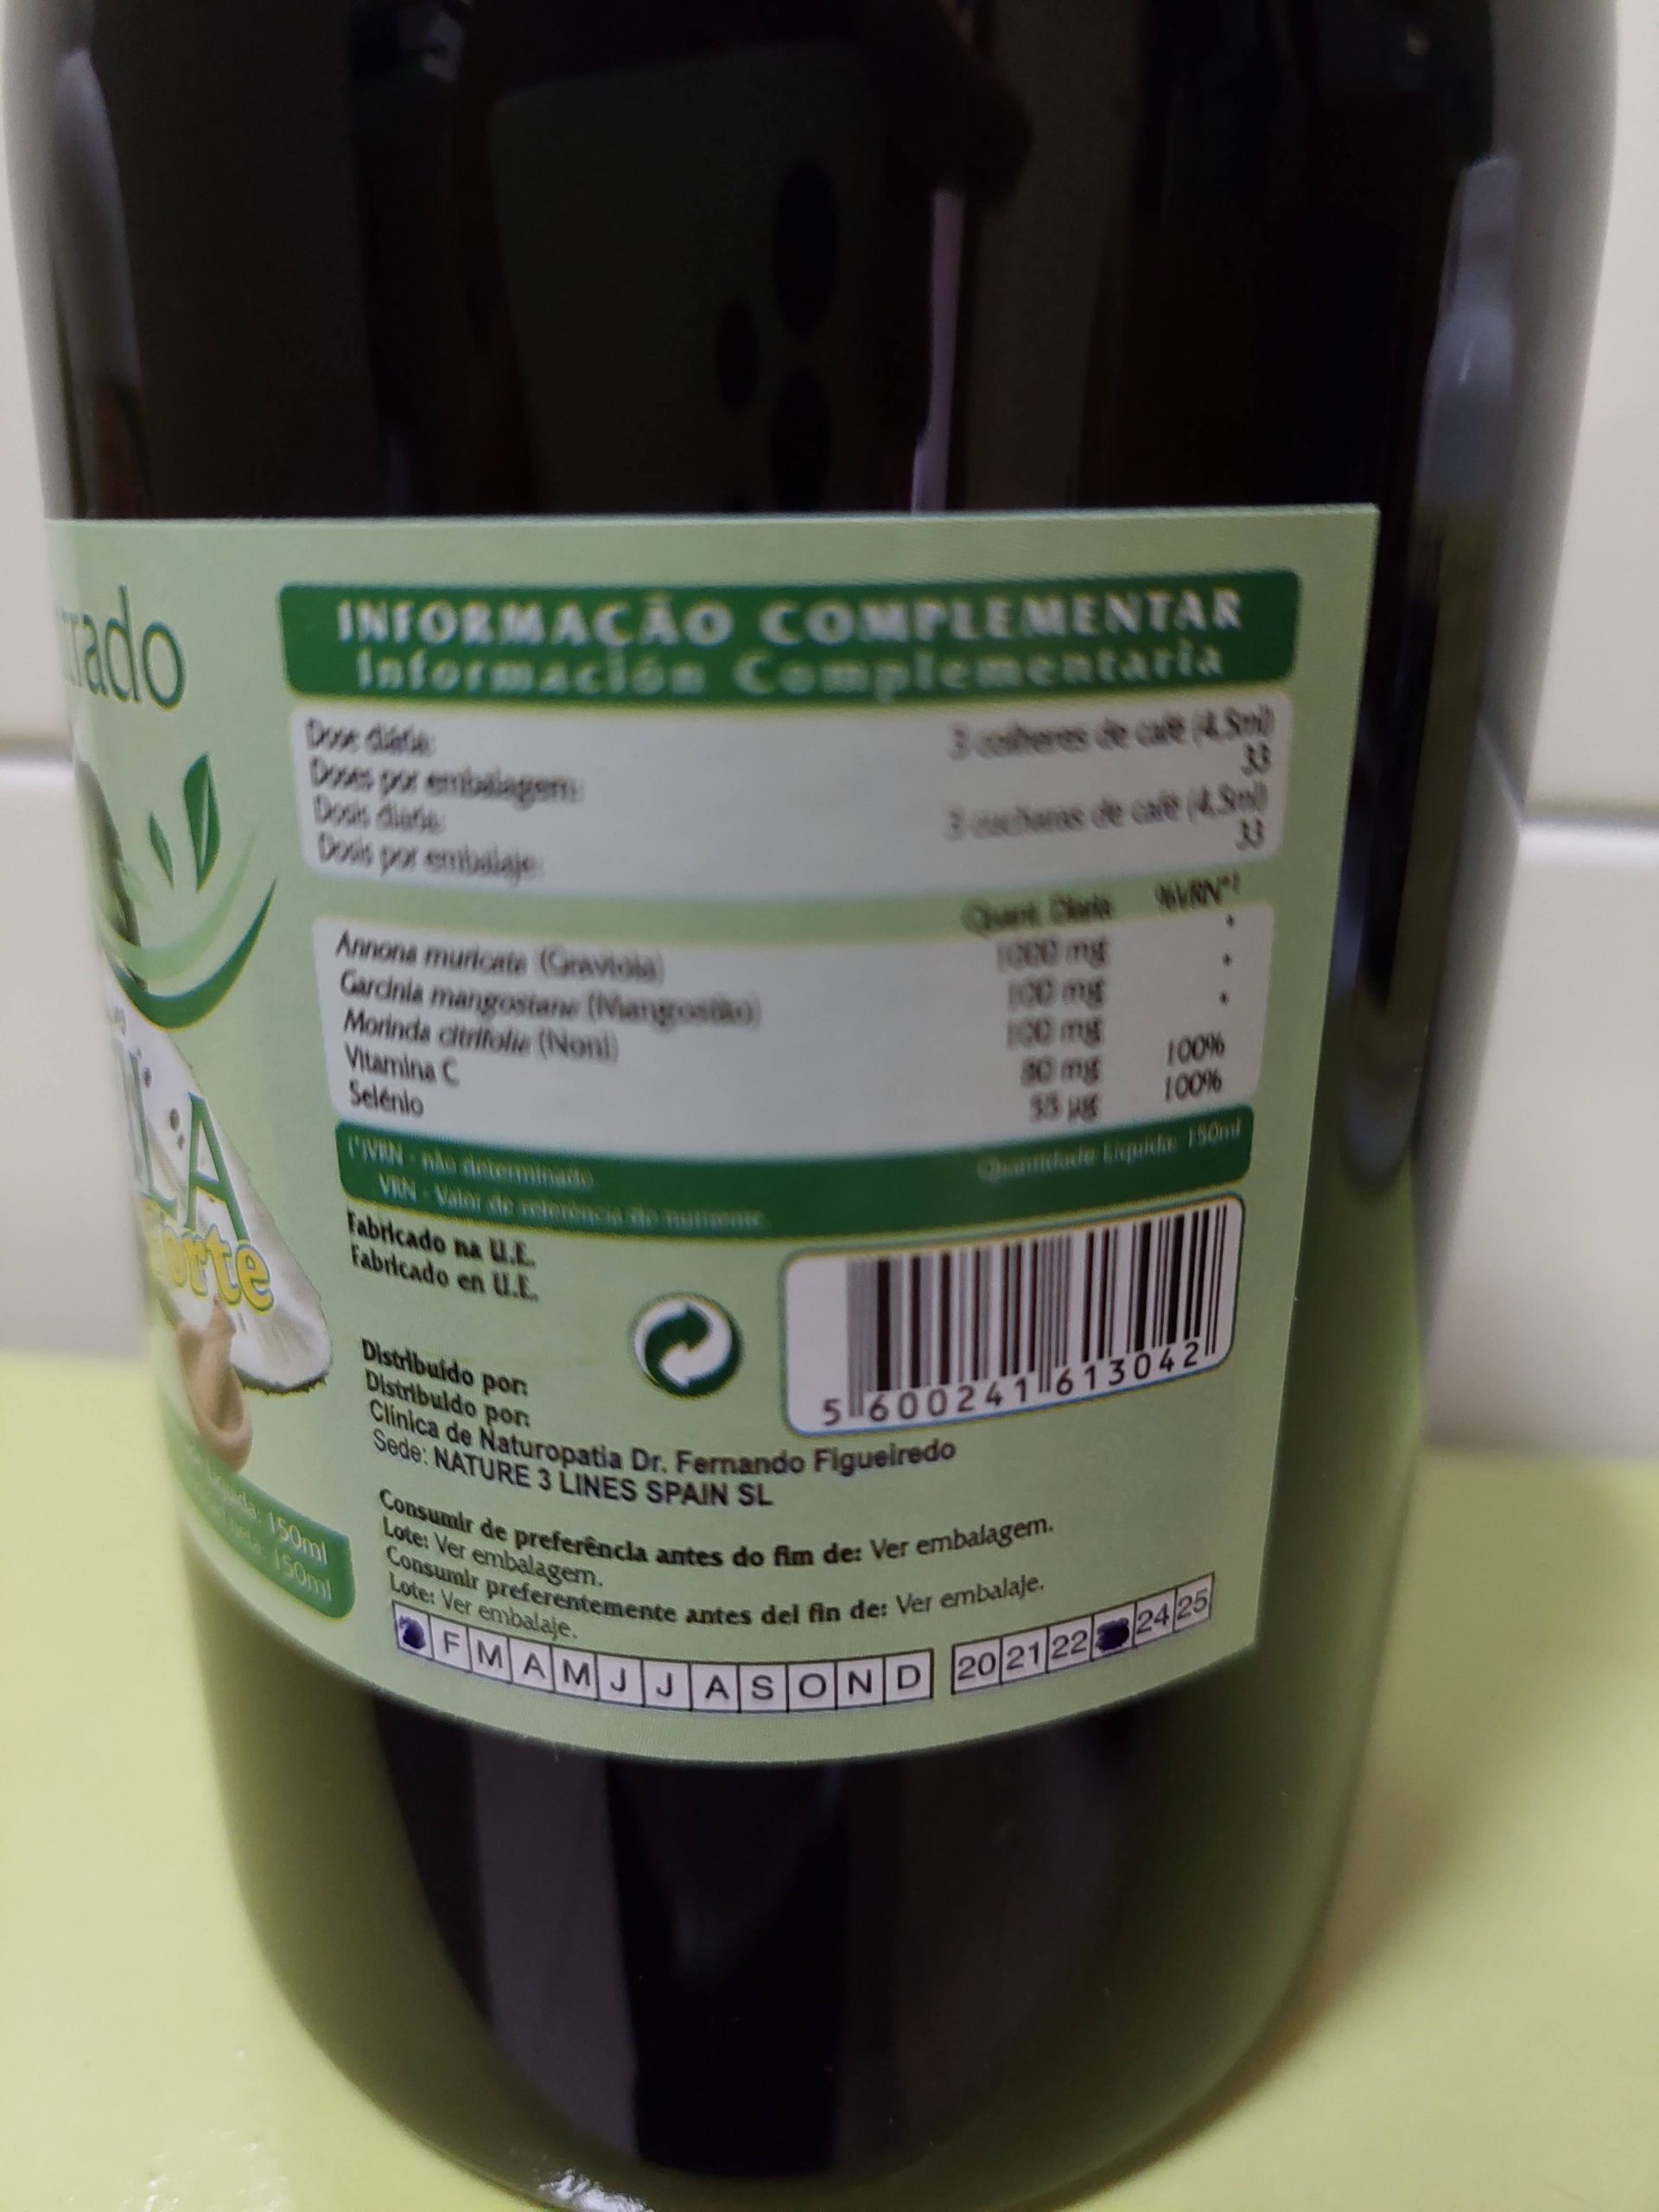 INFORMAÇÃO COMPLEMENTAR
Información Complementaria
Dose diária: 3 colheres de café (4,5ml)
Doses por embalagem: 33
Dosis diaria: 3 cucharas de café (4,5ml)
Dosis por embalaje: 33
Quant. Diária %VRN*¹
Annona muricata (Graviola) 1000 mg *
Garcinia mangostana (Mangostão) 100 mg *
Morinda citrifolia (Noni) 100 mg *
Vitamina C 80 mg 100%
Selénio 55 µg 100%
(*)VRN - não determinado Quantidade Líquida: 150ml
VRN - Valor de referência do nutriente
Fabricado na U.E.
Fabricado en U.E.
5 600241 613042
Distribuído por:
Distribuido por:
Clínica de Naturopatia Dr. Fernando Figueiredo
Sede: NATURE 3 LINES SPAIN SL
Consumir de preferência antes do fim de: Ver embalagem.
Lote: Ver embalagem.
Consumir preferentemente antes del fin de: Ver embalaje.
Lote: Ver embalaje.
F M A M J J A S O N D 20 21 22 24 25
150ml
150ml